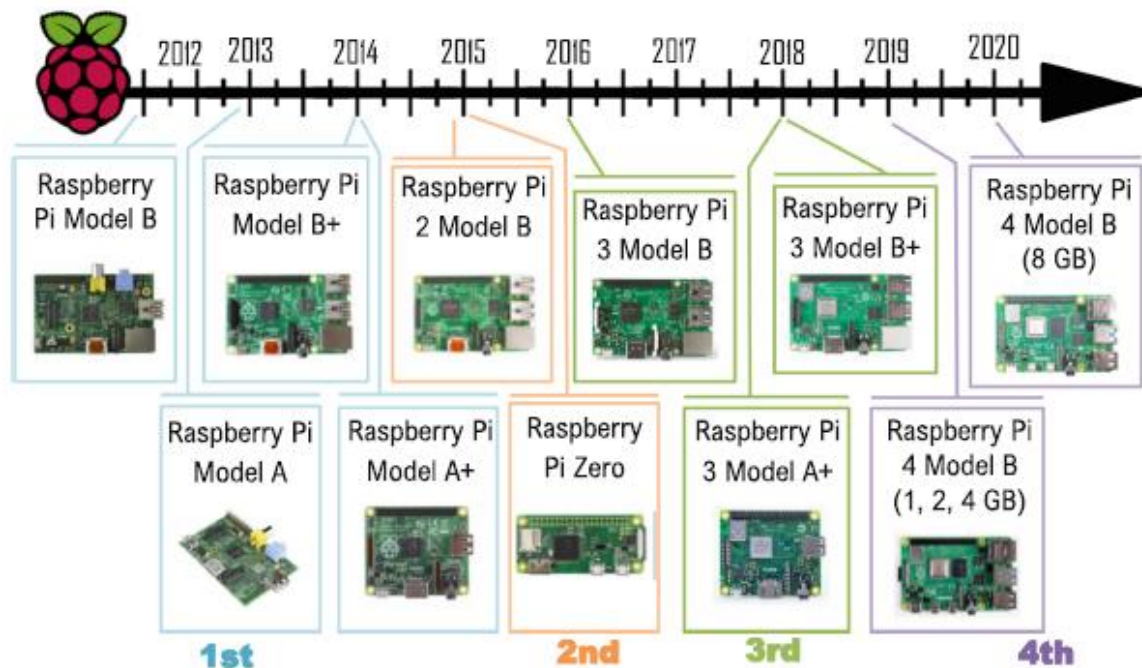 2012 2013 2014 2015 2016 2017 2018 2019 2020
Raspberry
Pi Model B
Raspberry Pi
Model B+
Raspberry Pi
2 Model B
Raspberry Pi
3 Model B
Raspberry Pi
3 Model B+
Raspberry Pi
4 Model B
(8 GB)
Raspberry Pi
Model A
Raspberry Pi
Model A+
Raspberry
Pi Zero
Raspberry Pi
3 Model A+
Raspberry Pi
4 Model B
(1, 2, 4 GB)
1st 2nd 3rd 4th